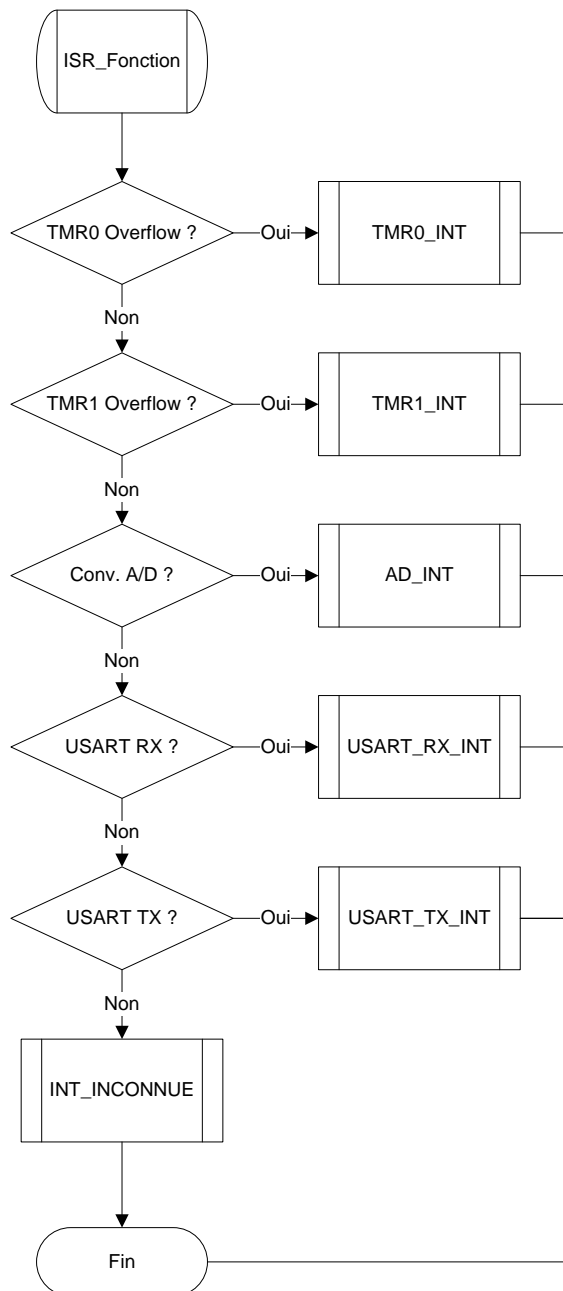 ISR_Fonction
TMR0 Overflow ?
Oui
TMR0_INT
Non
TMR1 Overflow ?
Oui
TMR1_INT
Non
Conv. A/D ?
Oui
AD_INT
Non
USART RX ?
Oui
USART_RX_INT
Non
USART TX ?
Oui
USART_TX_INT
Non
INT_INCONNUE
Fin